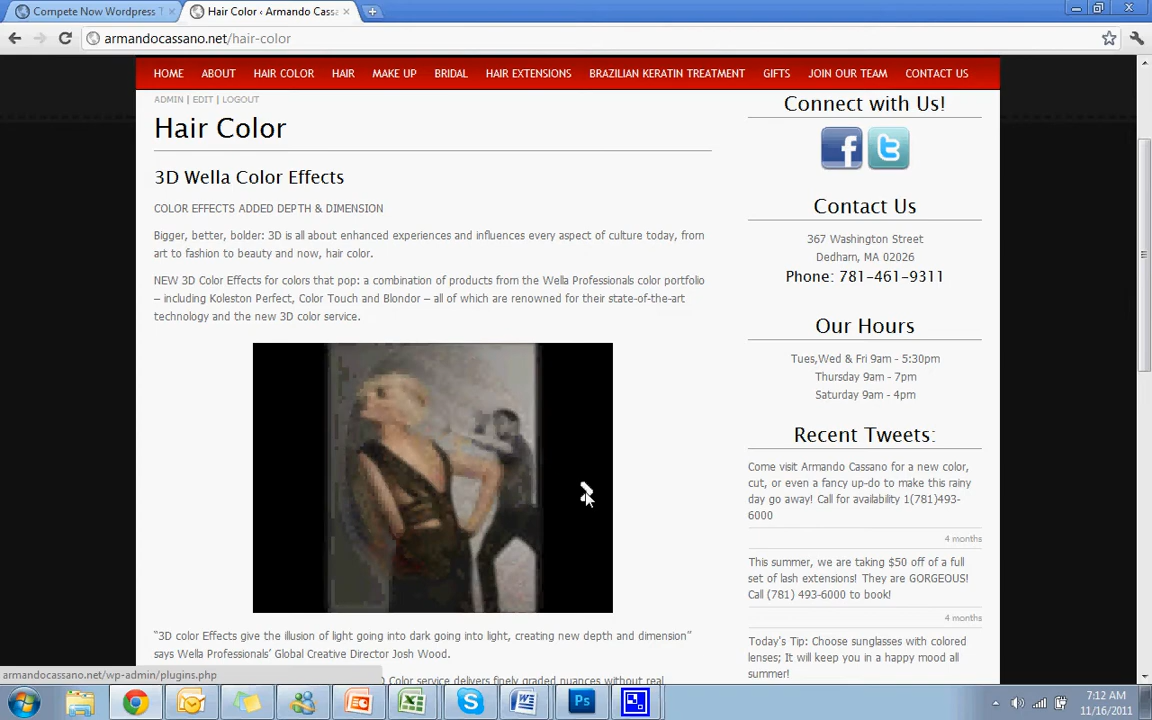 Compete Now Wordpress T
Hair Color ‹ Armando Cassa
armandocassano.net/hair-color
HOME ABOUT HAIR COLOR HAIR MAKE UP BRIDAL HAIR EXTENSIONS BRAZILIAN KERATIN TREATMENT GIFTS JOIN OUR TEAM CONTACT US
ADMIN | EDIT | LOGOUT
Hair Color
3D Wella Color Effects
COLOR EFFECTS ADDED DEPTH & DIMENSION
Bigger, better, bolder: 3D is all about enhanced experiences and influences every aspect of culture today, from
art to fashion to beauty and now, hair color.
NEW 3D Color Effects for colors that pop: a combination of products from the Wella Professionals color portfolio
– including Koleston Perfect, Color Touch and Blondor – all of which are renowned for their state-of-the-art
technology and the new 3D color service.
“3D color Effects give the illusion of light going into dark going into light, creating new depth and dimension”
says Wella Professionals’ Global Creative Director Josh Wood.
D Color service delivers finely graded nuances without real
Connect with Us!
f t
Contact Us
367 Washington Street
Dedham, MA 02026
Phone: 781-461-9311
Our Hours
Tues,Wed & Fri 9am - 5:30pm
Thursday 9am - 7pm
Saturday 9am - 4pm
Recent Tweets:
Come visit Armando Cassano for a new color,
cut, or even a fancy up-do to make this rainy
day go away! Call for availability 1(781)493-
6000
4 months
This summer, we are taking $50 off of a full
set of lash extensions! They are GORGEOUS!
Call (781) 493-6000 to book!
4 months
Today's Tip: Choose sunglasses with colored
lenses; It will keep you in a happy mood all
summer!
armandocassano.net/wp-admin/plugins.php
Ps
7:12 AM
11/16/2011